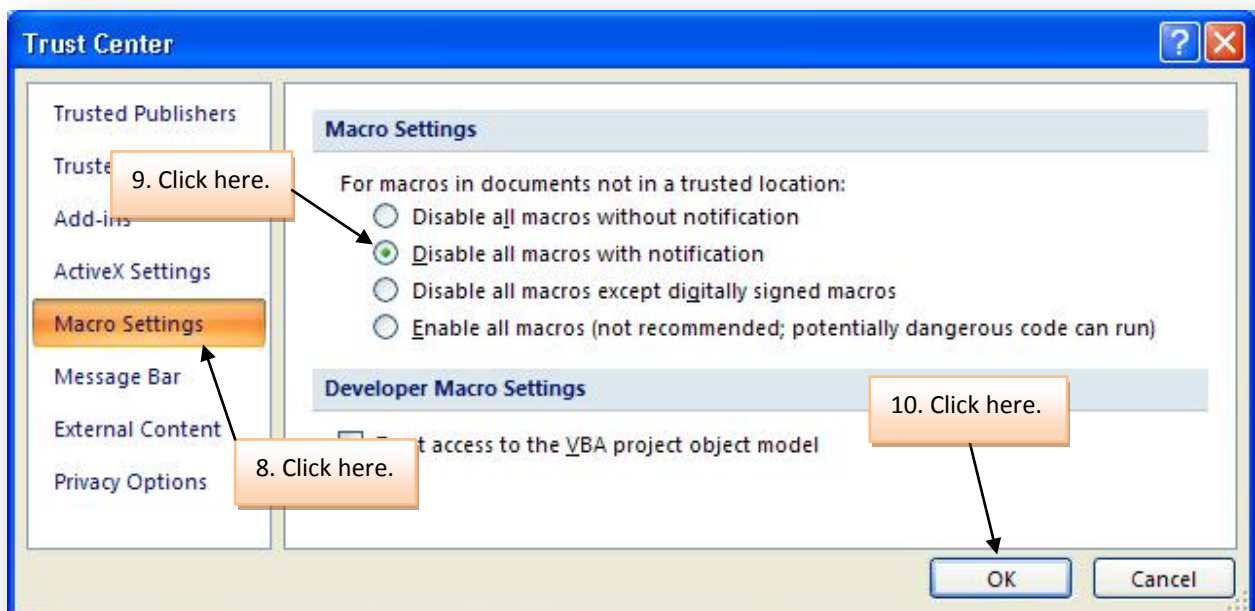 Trust Center
Trusted Publishers
Add-ins
ActiveX Settings
Macro Settings
Message Bar
External Content
Privacy Options
Macro Settings
For macros in documents not in a trusted location:
Disable all macros without notification
Disable all macros with notification
Disable all macros except digitally signed macros
Enable all macros (not recommended; potentially dangerous code can run)
Developer Macro Settings
access to the VBA project object model
8. Click here.
9. Click here.
10. Click here.
OK
Cancel